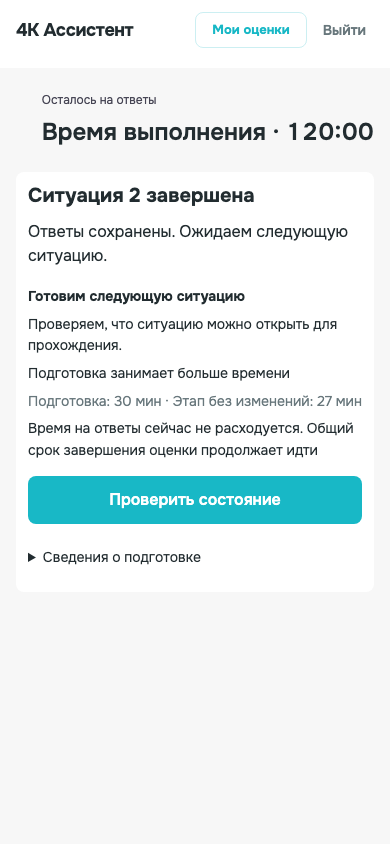 4K Ассистент
Мои оценки
Выйти
Осталось на ответы
Время выполнения · 120:00
Ситуация 2 завершена
Ответы сохранены. Ожидаем следующую
ситуацию.
Готовим следующую ситуацию
Проверяем, что ситуацию можно открыть для
прохождения.
Подготовка занимает больше времени
Подготовка: 30 мин · Этап без изменений: 27 мин
Время на ответы сейчас не расходуется. Общий
срок завершения оценки продолжает идти
Проверить состояние
Сведения о подготовке